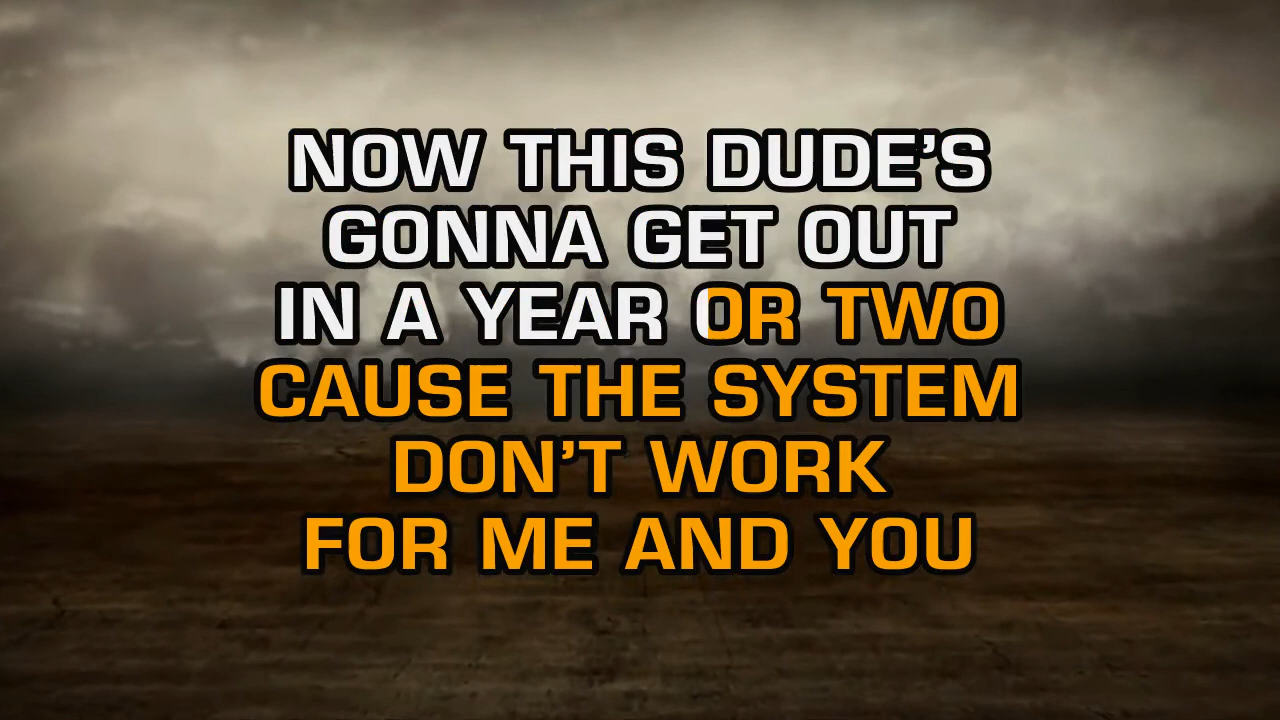 NOW THIS DUDE’S
GONNA GET OUT
IN A YEAR OR TWO
CAUSE THE SYSTEM
DON’T WORK
FOR ME AND YOU